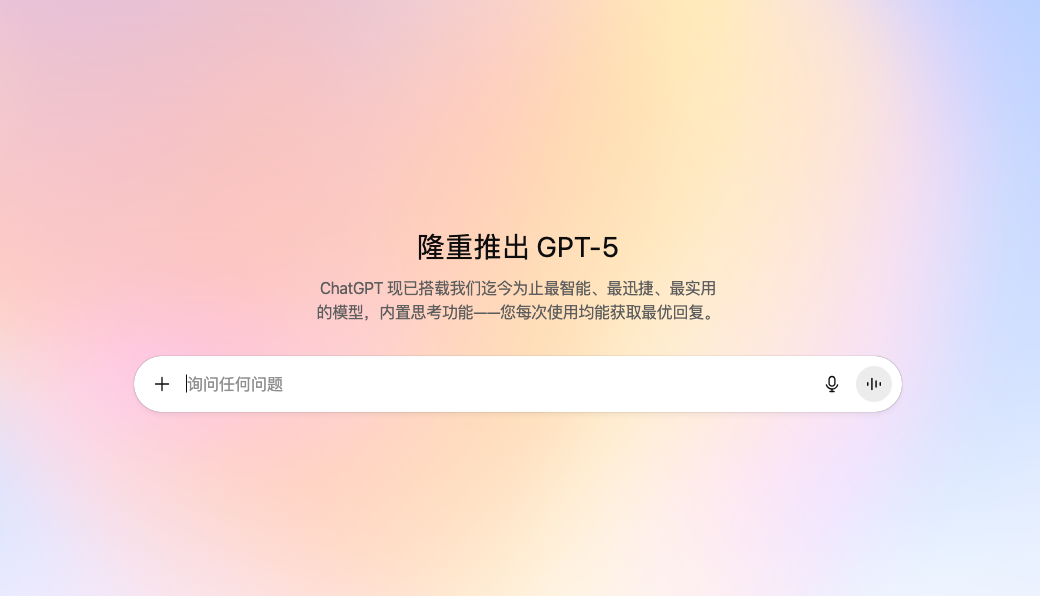 隆重推出 GPT-5
ChatGPT 现已搭载我们迄今为止最智能、最迅捷、最实用
的模型，内置思考功能——您每次使用均能获取最优回复。
询问任何问题